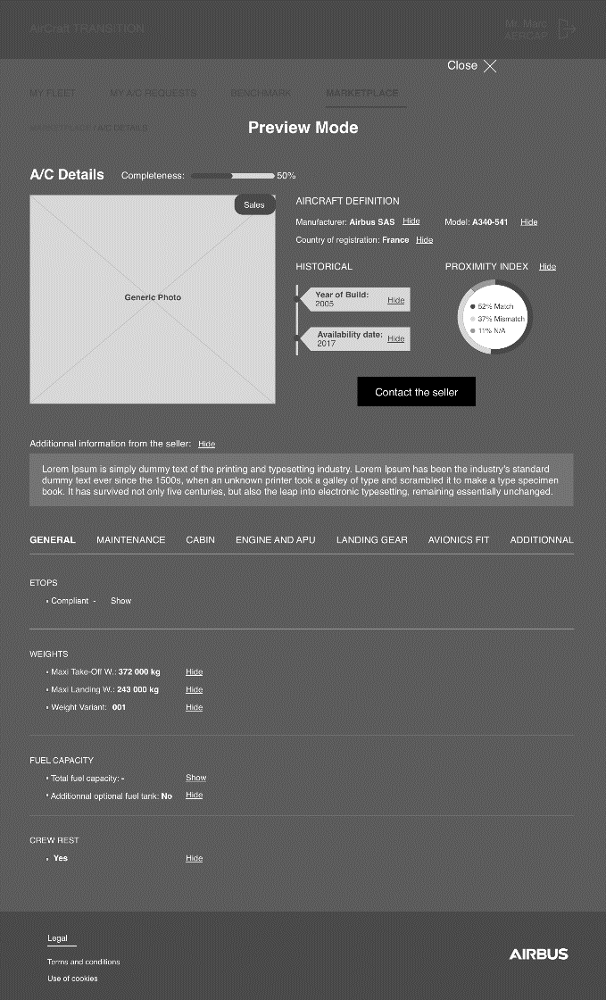 AirCraft TRANSITION
Mr. Marc
AERCAP
Close
MY FLEET MY A/C REQUESTS BENCHMARK MARKETPLACE
MARKETPLACE / A/C DETAILS
Preview Mode
A/C Details Completeness: 50%
Sales
Generic Photo
AIRCRAFT DEFINITION
Manufacturer: Airbus SAS Hide Model: A340-541 Hide
Country of registration: France Hide
HISTORICAL PROXIMITY INDEX Hide
Year of Build:
2005 Hide
Availability date:
2017 Hide
52% Match
37% Mismatch
11% N/A
Contact the seller
Additionnal information from the seller: Hide
Lorem Ipsum is simply dummy text of the printing and typesetting industry. Lorem Ipsum has been the industry's standard
dummy text ever since the 1500s, when an unknown printer took a galley of type and scrambled it to make a type specimen
book. It has survived not only five centuries, but also the leap into electronic typesetting, remaining essentially unchanged.
GENERAL MAINTENANCE CABIN ENGINE AND APU LANDING GEAR AVIONICS FIT ADDITIONNAL
ETOPS
• Compliant - Show
WEIGHTS
• Maxi Take-Off W.: 372 000 kg Hide
• Maxi Landing W.: 243 000 kg Hide
• Weight Variant: 001 Hide
FUEL CAPACITY
• Total fuel capacity: - Show
• Additionnal optional fuel tank: No Hide
CREW REST
• Yes Hide
Legal
Terms and conditions
Use of cookies
AIRBUS